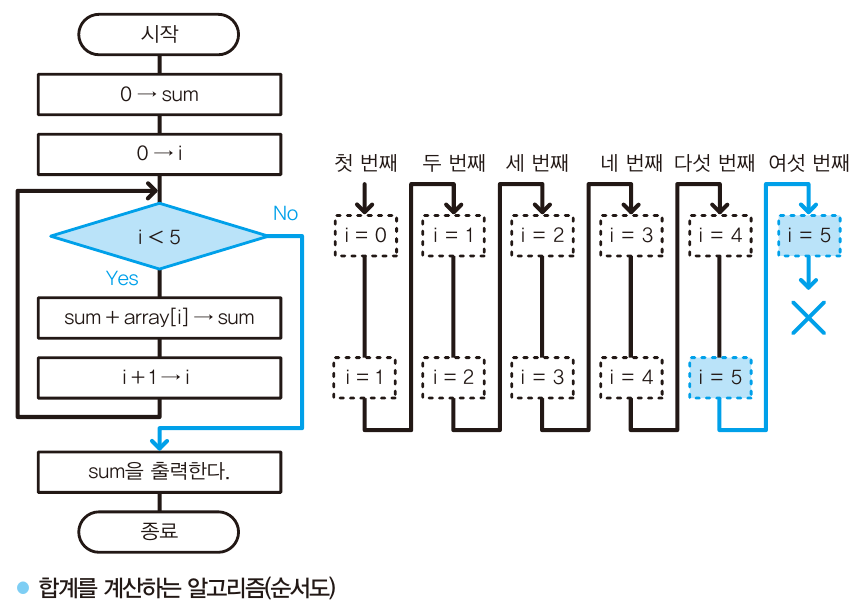 시작
0 → sum
0 → i
i < 5
No
Yes
sum + array[i] → sum
i + 1 → i
sum을 출력한다.
종료
첫 번째 두 번째 세 번째 네 번째 다섯 번째 여섯 번째
i = 0 i = 1 i = 2 i = 3 i = 4 i = 5
i = 1 i = 2 i = 3 i = 4 i = 5
● 합계를 계산하는 알고리즘(순서도)